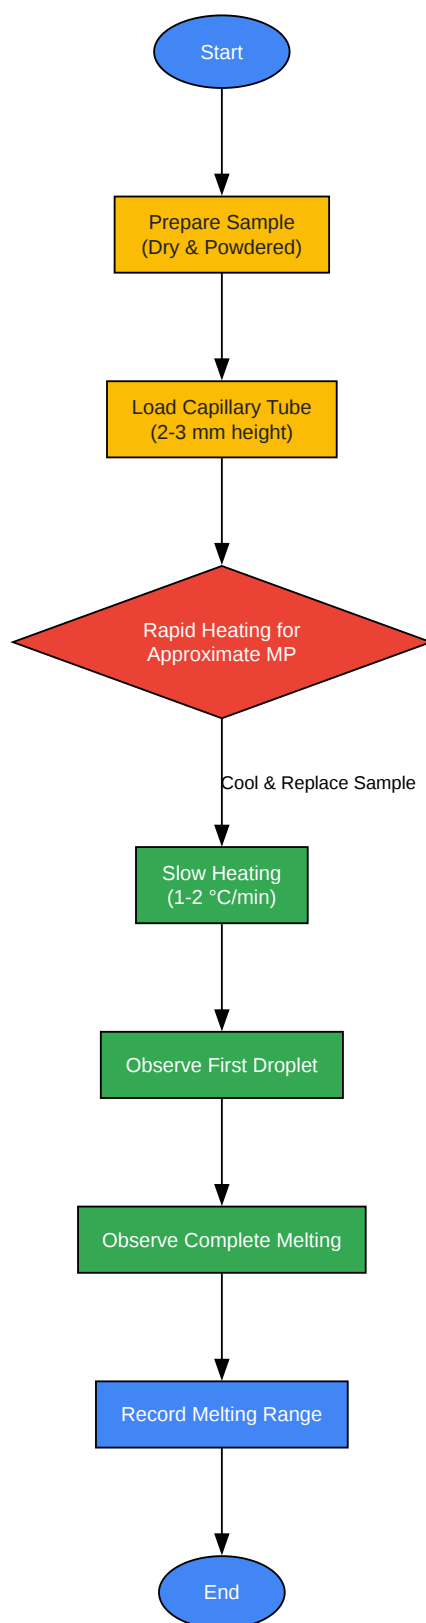 Start
Prepare Sample
(Dry & Powdered)
Load Capillary Tube
(2-3 mm height)
Rapid Heating for
Approximate MP
Cool & Replace Sample
Slow Heating
(1-2 °C/min)
Observe First Droplet
Observe Complete Melting
Record Melting Range
End